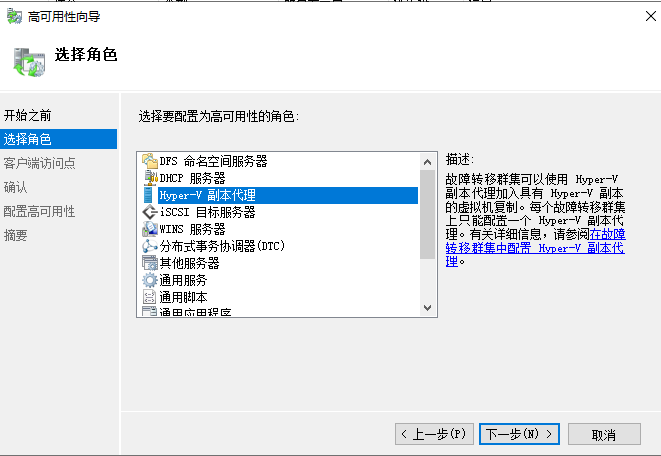 高可用性向导
选择角色
开始之前
选择角色
客户端访问点
确认
配置高可用性
摘要
选择要配置为高可用性的角色:
DFS 命名空间服务器
DHCP 服务器
Hyper-V 副本代理
iSCSI 目标服务器
WINS 服务器
分布式事务协调器(DTC)
其他服务器
通用服务
通用脚本
通用应用程序
描述:
故障转移群集可以使用 Hyper-V
副本代理加入具有 Hyper-V 副本
的虚拟机复制。每个故障转移群集
上只能配置一个 Hyper-V 副本代
理。有关详细信息,请参阅在故障
转移群集中配置 Hyper-V 副本代
理。
< 上一步(P)
下一步(N) >
取消